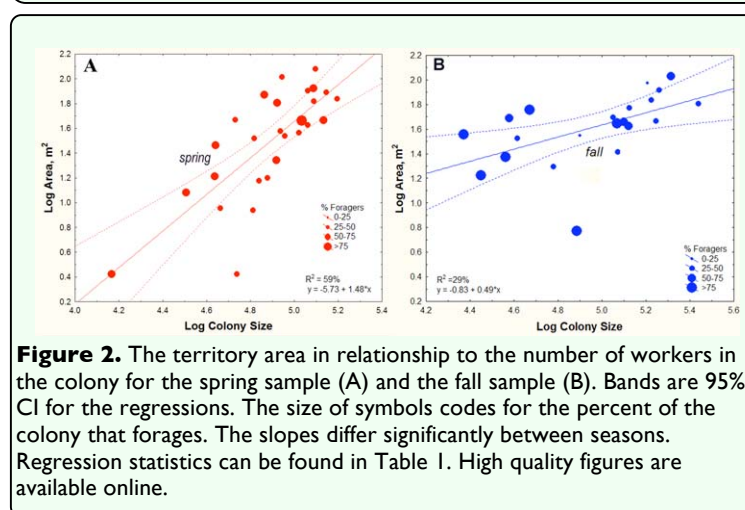 A
spring
Log Area, m²
2.2
2.0
1.8
1.6
1.4
1.2
1.0
0.8
0.6
0.4
0.2
4.0 4.2 4.4 4.6 4.8 5.0 5.2 5.4
Log Colony Size
% Foragers
0-25
25-50
50-75
>75
R² = 59%
y = -5.73 + 1.48*x
B
fall
Log Area, m²
2.2
2.0
1.8
1.6
1.4
1.2
1.0
0.8
0.6
0.4
0.2
4.2 4.4 4.6 4.8 5.0 5.2 5.4 5.6
Log Colony Size
% Foragers
0-25
25-50
50-75
>75
R² =29%
y = -0.83 + 0.49*x
Figure 2. The territory area in relationship to the number of workers in
the colony for the spring sample (A) and the fall sample (B). Bands are 95%
CI for the regressions. The size of symbols codes for the percent of the
colony that forages. The slopes differ significantly between seasons.
Regression statistics can be found in Table 1. High quality figures are
available online.